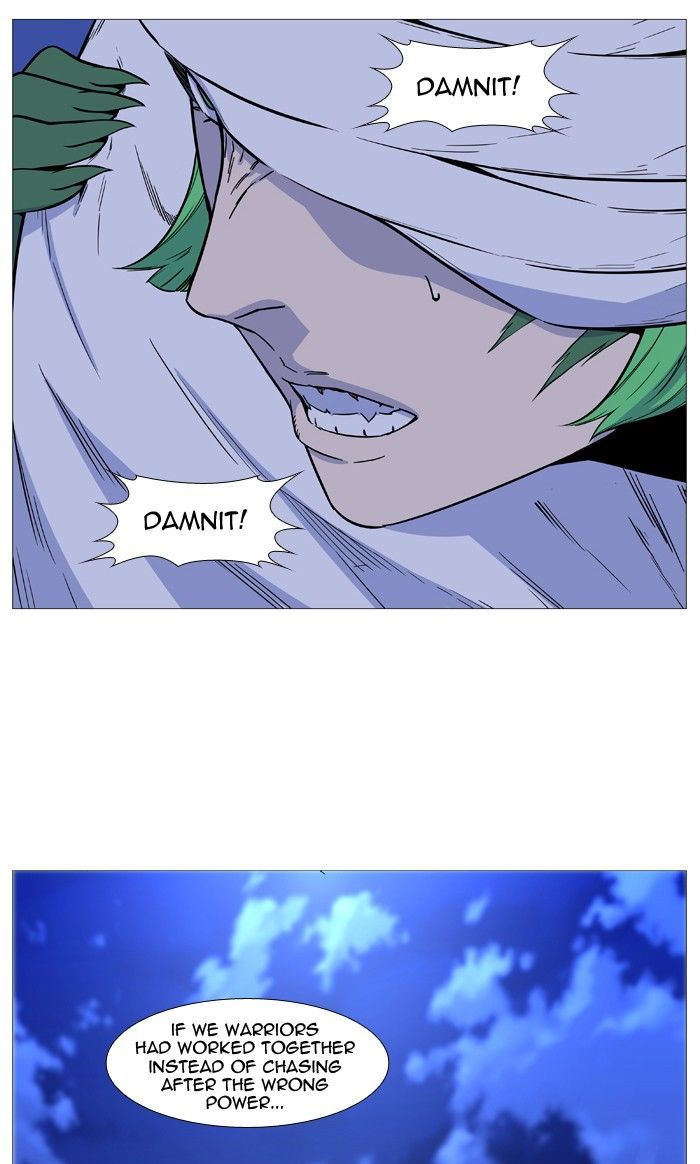 DAMNIT!
DAMNIT!
IF WE WARRIORS
HAD WORKED TOGETHER
INSTEAD OF CHASING
AFTER THE WRONG
POWER...